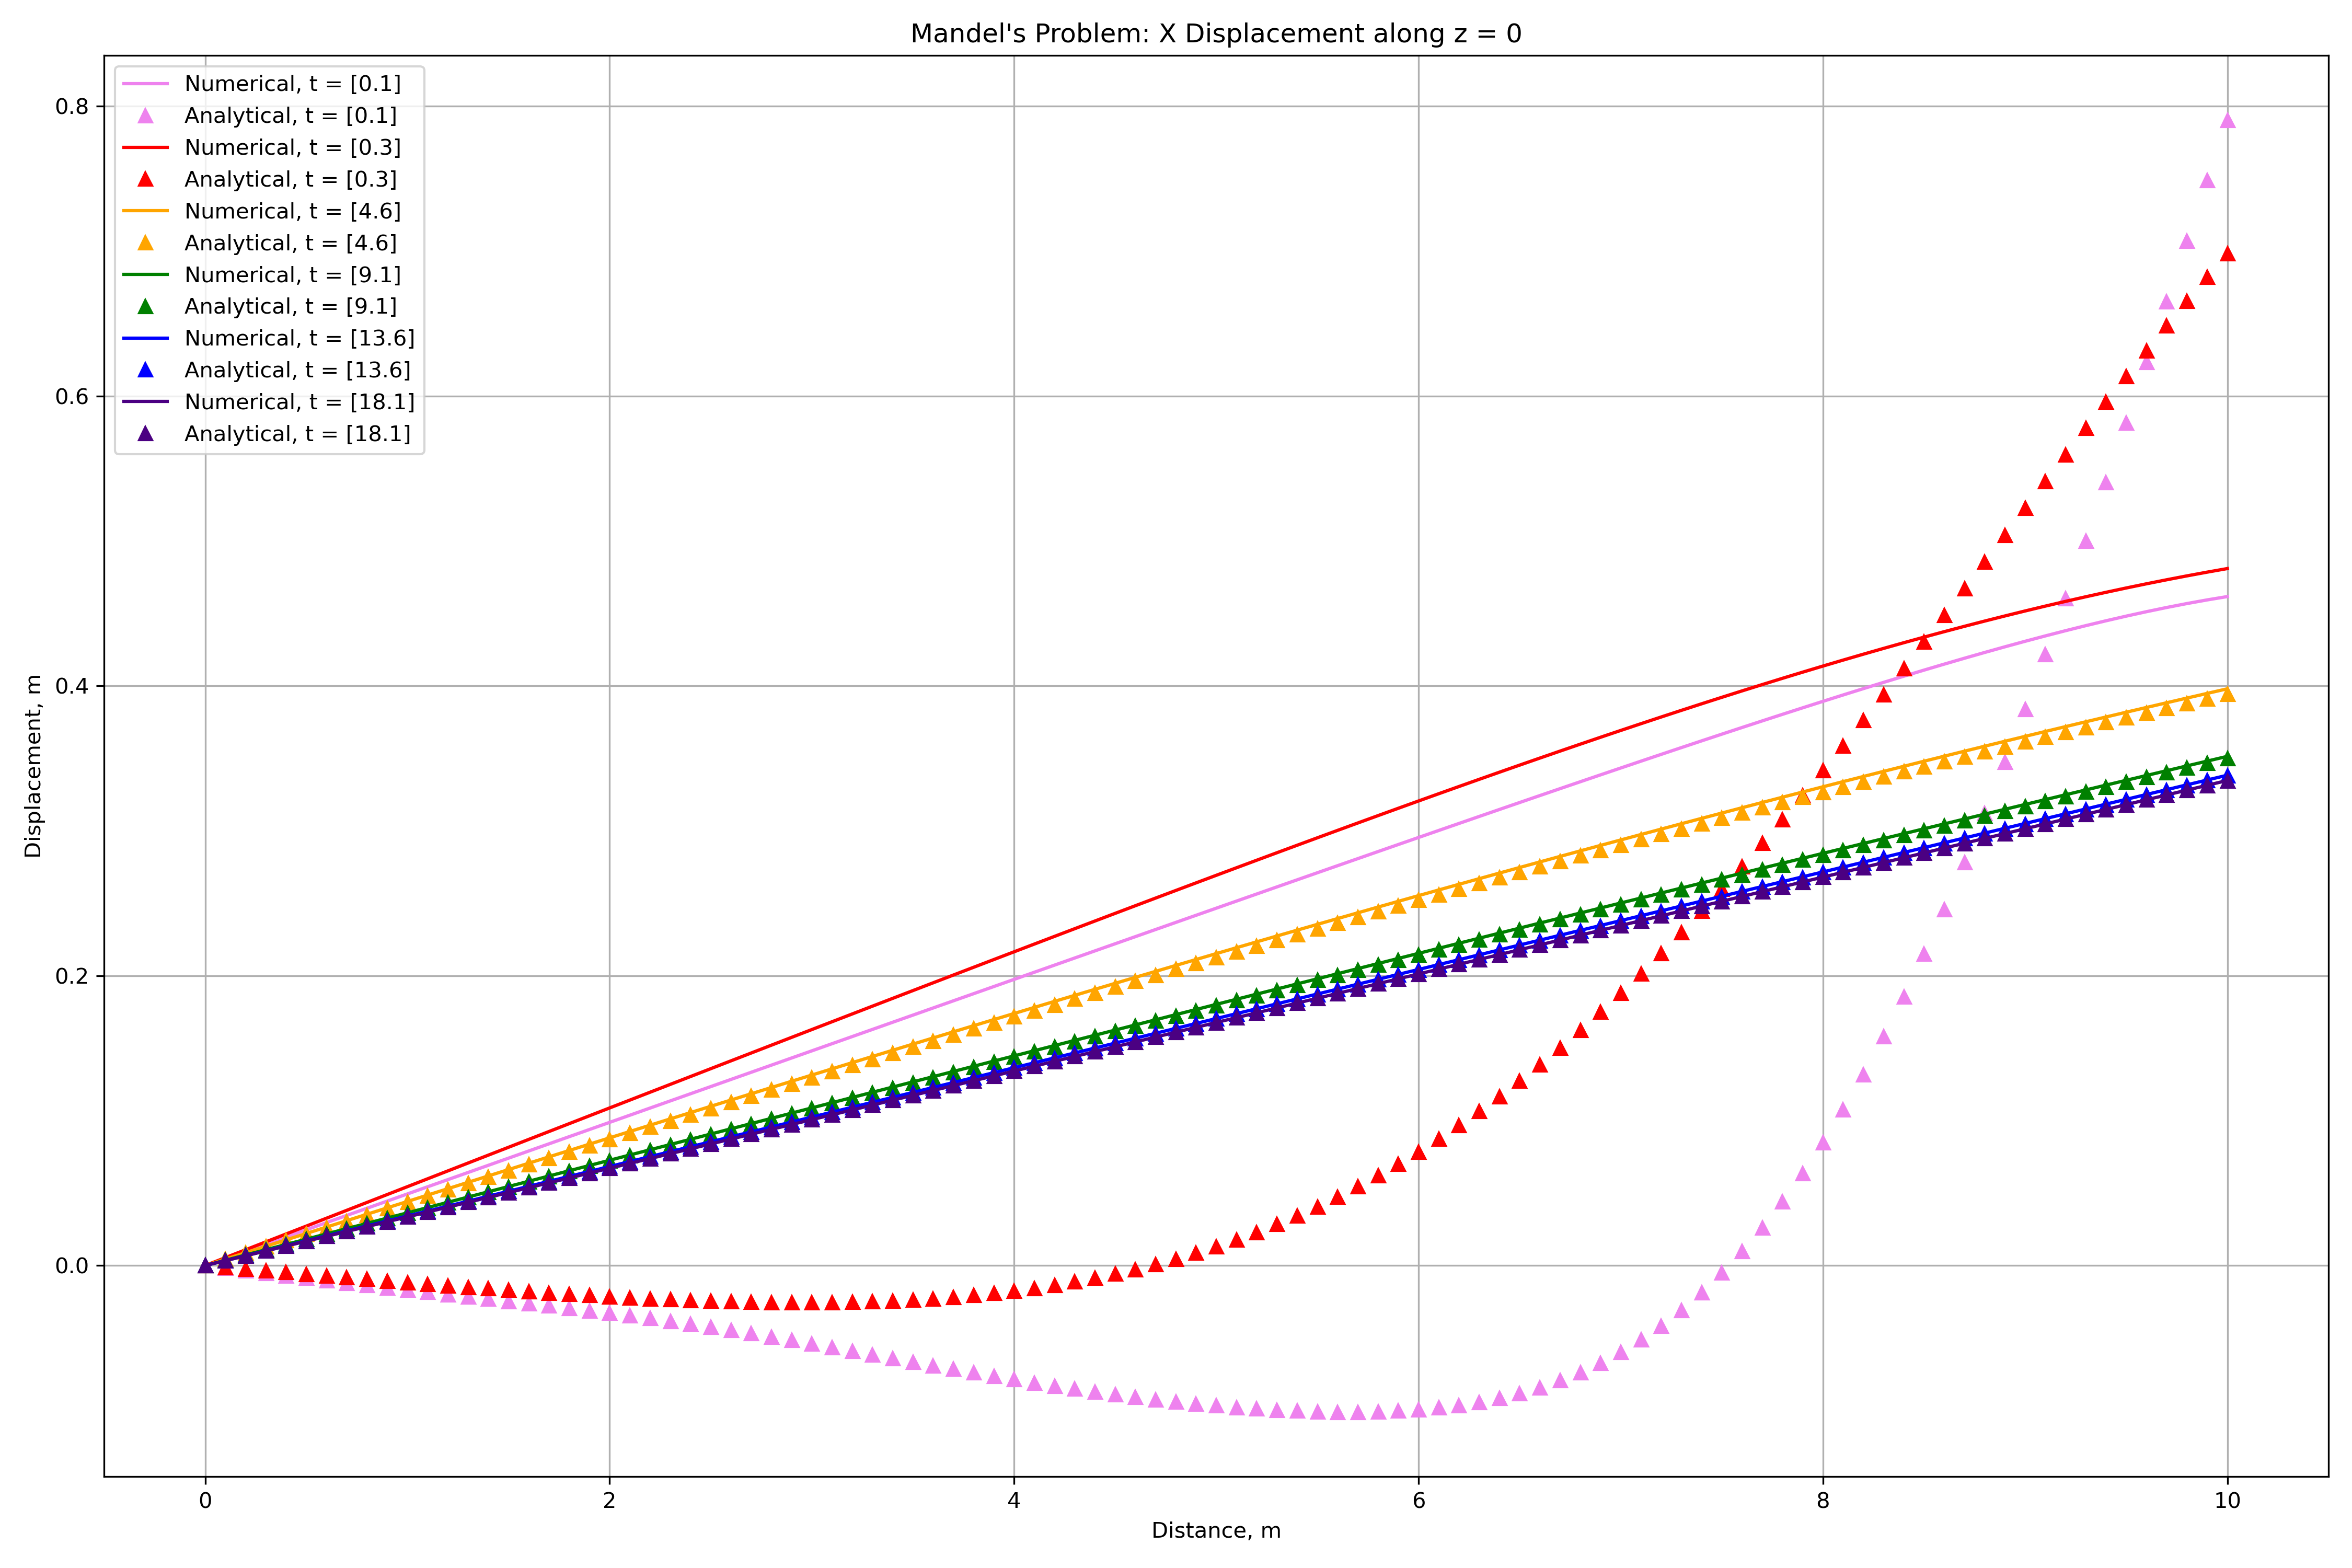 Mandel's Problem: X Displacement along z = 0
Numerical, t = [0.1]
Analytical, t = [0.1]
Numerical, t = [0.3]
Analytical, t = [0.3]
Numerical, t = [4.6]
Analytical, t = [4.6]
Numerical, t = [9.1]
Analytical, t = [9.1]
Numerical, t = [13.6]
Analytical, t = [13.6]
Numerical, t = [18.1]
Analytical, t = [18.1]
0.8
0.6
0.4
0.2
0.0
Displacement, m
0 2 4 6 8 10
Distance, m